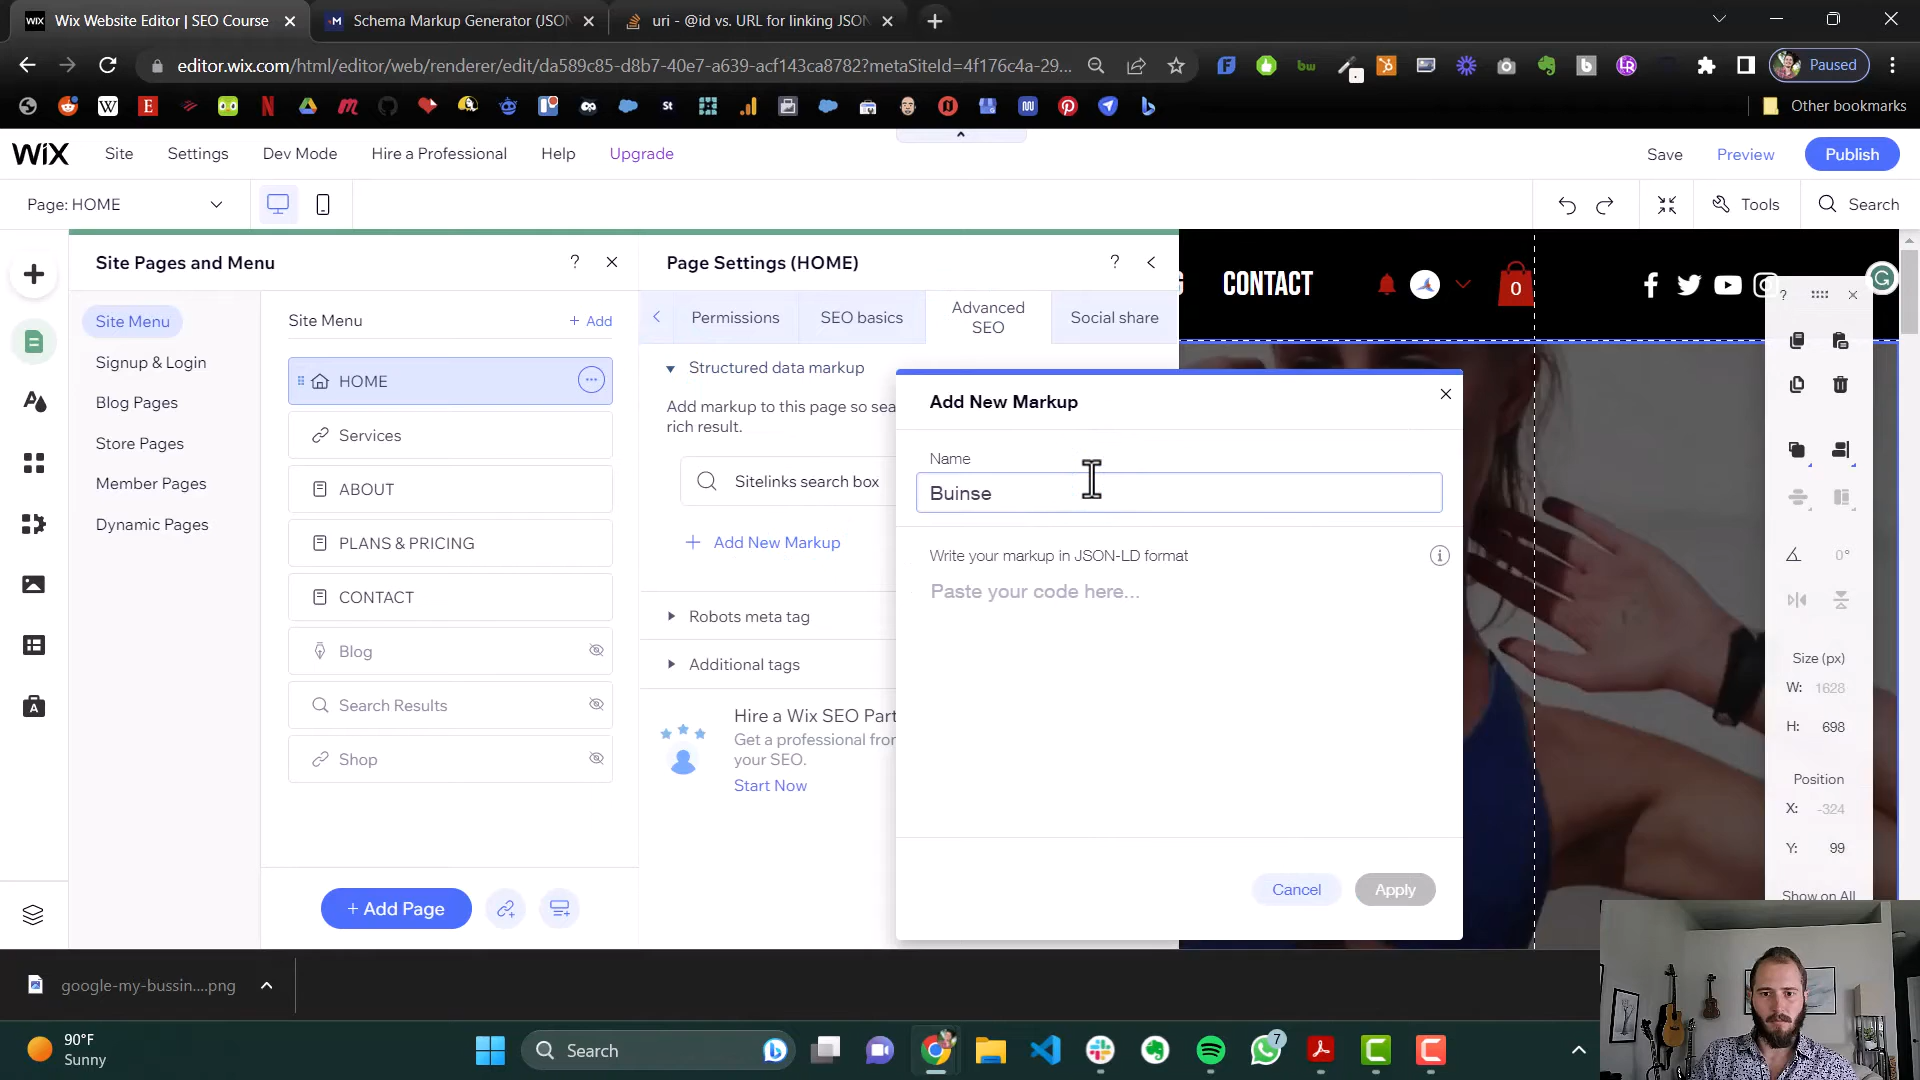 WIX Wix Website Editor | SEO Course
M Schema Markup Generator (JSON
uri - @id vs. URL for linking JSON
editor.wix.com/html/editor/web/renderer/edit/da589c85-d8b7-40e7-a639-acf143ca8782?metaSiteId=4f176c4a-29...
Paused
Other bookmarks
WiX
Site
Settings
Dev Mode
Hire a Professional
Help
Upgrade
Save
Preview
Publish
Page: HOME
Tools
Search
Site Pages and Menu
?
Site Menu
Signup & Login
Blog Pages
Store Pages
Member Pages
Dynamic Pages
Site Menu
+ Add
HOME
Services
ABOUT
PLANS & PRICING
CONTACT
Blog
Search Results
Shop
+ Add Page
Page Settings (HOME)
?
Permissions
SEO basics
Advanced
SEO
Social share
Structured data markup
Add markup to this page so sea
rich result.
Sitelinks search box
+ Add New Markup
Robots meta tag
Additional tags
Hire a Wix SEO Part
Get a professional fror
your SEO.
Start Now
Add New Markup
Name
Buinse
Write your markup in JSON-LD format
Paste your code here...
Cancel
Apply
CONTACT
0
?
0°
Size (px)
W: 1628
H: 698
Position
X: -324
Y: 99
Show on All
google-my-bussin....png
90°F
Sunny
Search
7